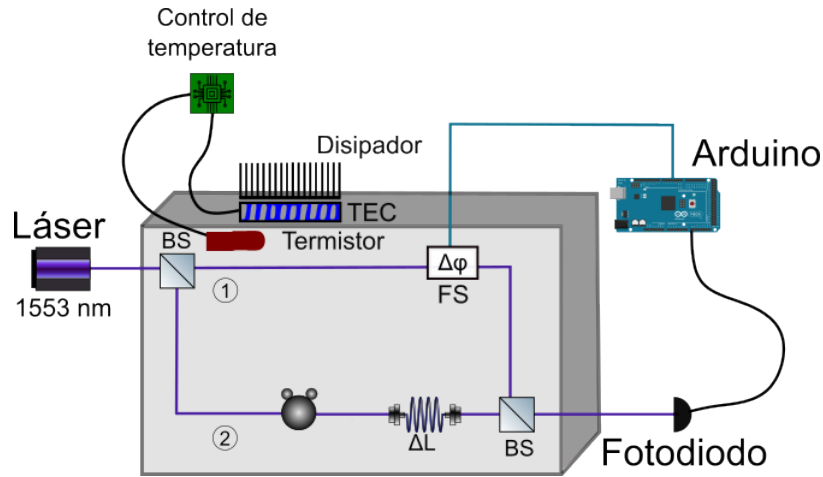 Control de
temperatura
Disipador
Arduino
TEC
Láser
BS
Termistor
Δφ
1553 nm
①
FS
②
ΔL
BS
Fotodiodo